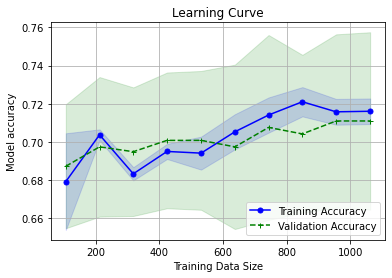 Learning Curve
Model accuracy
0.76
0.74
0.72
0.70
0.68
0.66
200
400
600
800
1000
Training Data Size
Training Accuracy
Validation Accuracy